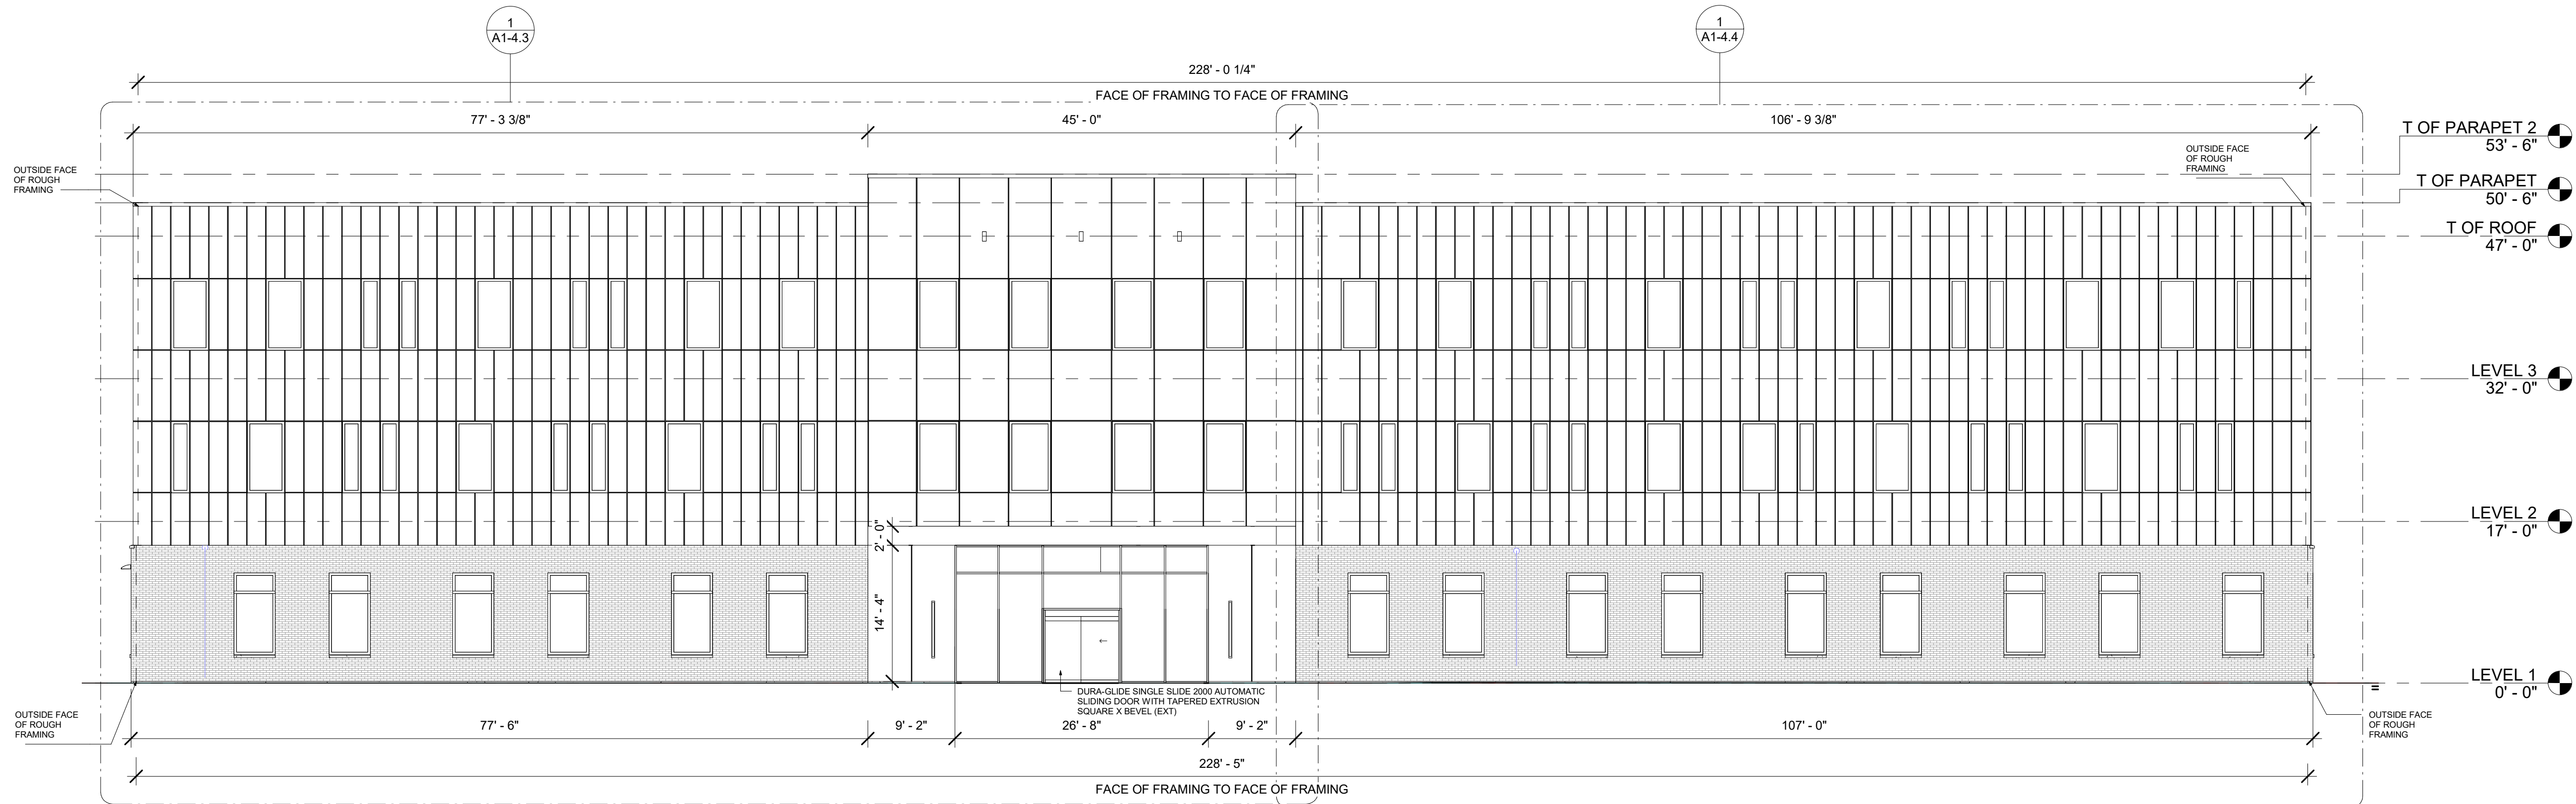 1
A1-4.3
1
A1-4.4
228' - 0 1/4"
FACE OF FRAMING TO FACE OF FRAMING
77' - 3 3/8"
45' - 0"
106' - 9 3/8"
T OF PARAPET 2
53' - 6"
OUTSIDE FACE
OF ROUGH
FRAMING
OUTSIDE FACE
OF ROUGH
FRAMING
T OF PARAPET
50' - 6"
T OF ROOF
47' - 0"
LEVEL 3
32' - 0"
LEVEL 2
17' - 0"
2' - 0"
14' - 4"
LEVEL 1
0' - 0"
DURA-GLIDE SINGLE SLIDE 2000 AUTOMATIC
SLIDING DOOR WITH TAPERED EXTRUSION
SQUARE X BEVEL (EXT)
OUTSIDE FACE
OF ROUGH
FRAMING
OUTSIDE FACE
OF ROUGH
FRAMING
77' - 6"
9' - 2"
26' - 8"
9' - 2"
107' - 0"
228' - 5"
FACE OF FRAMING TO FACE OF FRAMING